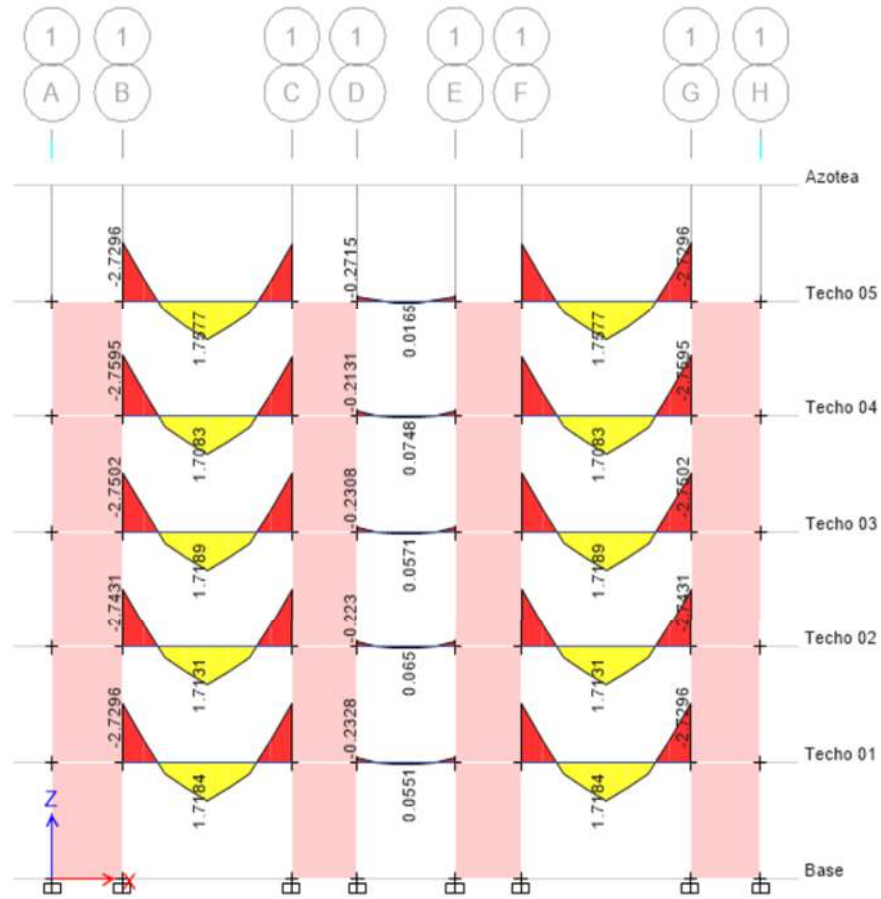 1 1 1 1 1 1 1 1
A B C D E F G H
Azotea
-2.7296 -0.2715 -2.7296
Techo 05
1.7577 0.0165 1.7577
-2.7595 -0.2131 -2.7595
Techo 04
1.7083 0.0748 1.7083
-2.7502 -0.2308 -2.7502
Techo 03
1.7189 0.0571 1.7189
-2.7431 -0.223 -2.7431
Techo 02
1.7131 0.065 1.7131
-2.7296 -0.2328 -2.7296
Techo 01
1.7184 0.0551 1.7184
Z
X
Base